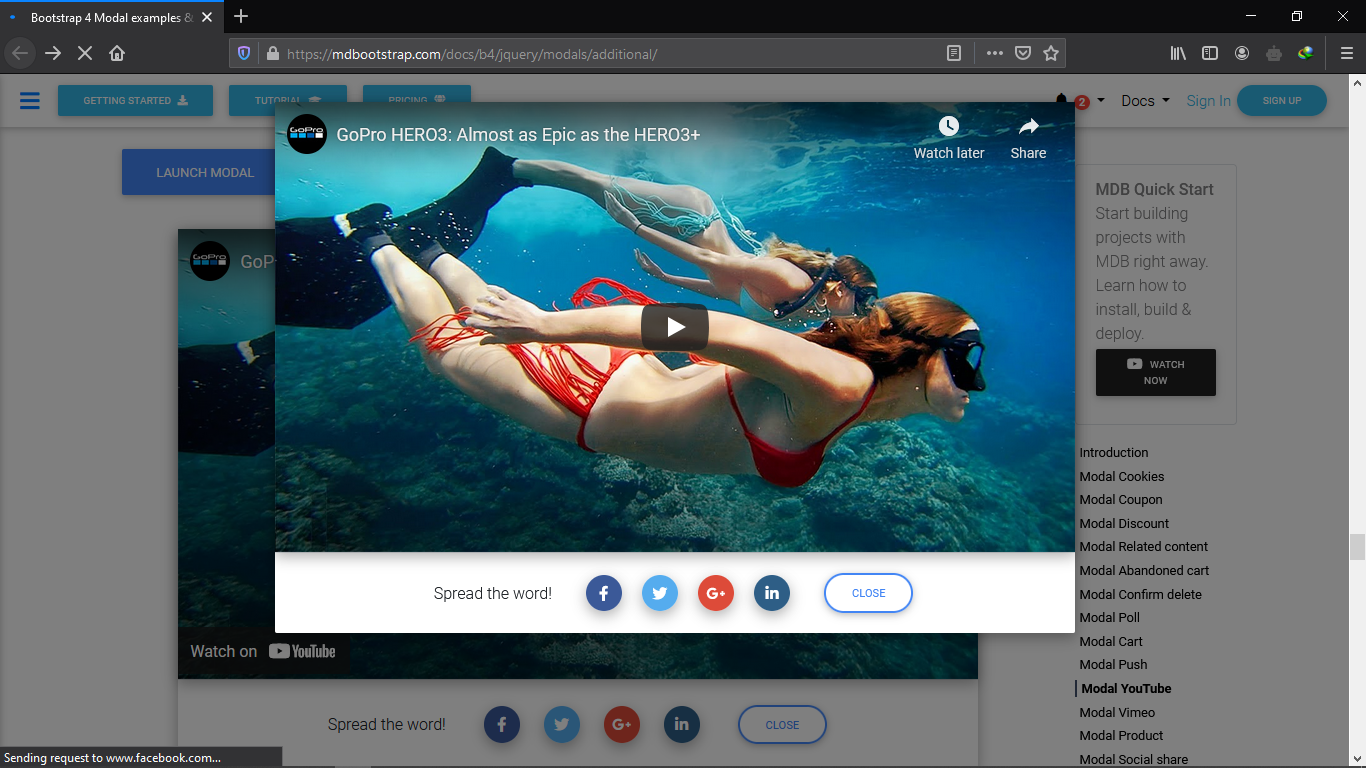 Bootstrap 4 Modal examples &
https://mdbootstrap.com/docs/b4/jquery/modals/additional/
GETTING STARTED
TUTORIAL
PRICING
2
Docs
Sign In
SIGN UP
LAUNCH MODAL
GoPro
GoPro HERO3: Almost as Epic as the HERO3+
Watch later
Share
GoPro
GoP
MDB Quick Start
Start building
projects with
MDB right away.
Learn how to
install, build &
deploy.
WATCH
NOW
Introduction
Modal Cookies
Modal Coupon
Modal Discount
Modal Related content
Modal Abandoned cart
Modal Confirm delete
Modal Poll
Modal Cart
Modal Push
Modal YouTube
Modal Vimeo
Modal Product
Modal Social share
Spread the word!
CLOSE
Watch on YouTube
Spread the word!
CLOSE
Sending request to www.facebook.com...